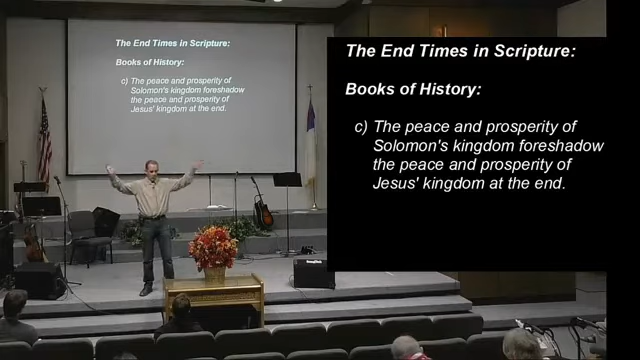 The End Times in Scripture:
Books of History:
c) The peace and prosperity of
Solomon's kingdom foreshadow
the peace and prosperity of
Jesus' kingdom at the end.
The End Times in Scripture:
Books of History:
c) The peace and prosperity of
Solomon's kingdom foreshadow
the peace and prosperity of
Jesus' kingdom at the end.